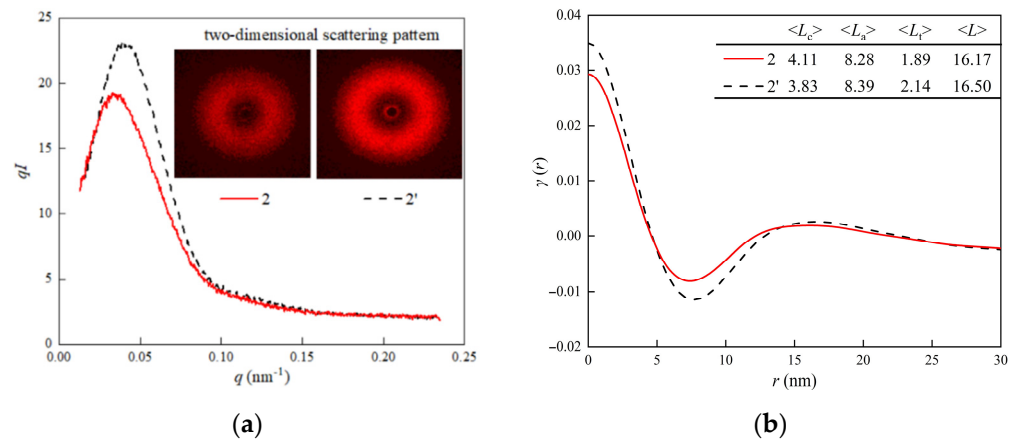 two-dimensional scattering pattern
2 2'
qI
25
20
15
10
5
0
0.00 0.05 0.10 0.15 0.20 0.25
q (nm⁻¹)
(a)
<Lc> <La> <Lt> <L>
2 4.11 8.28 1.89 16.17
2' 3.83 8.39 2.14 16.50
γ (r)
0.04
0.03
0.02
0.01
0.00
−0.01
−0.02
0 5 10 15 20 25 30
r (nm)
(b)